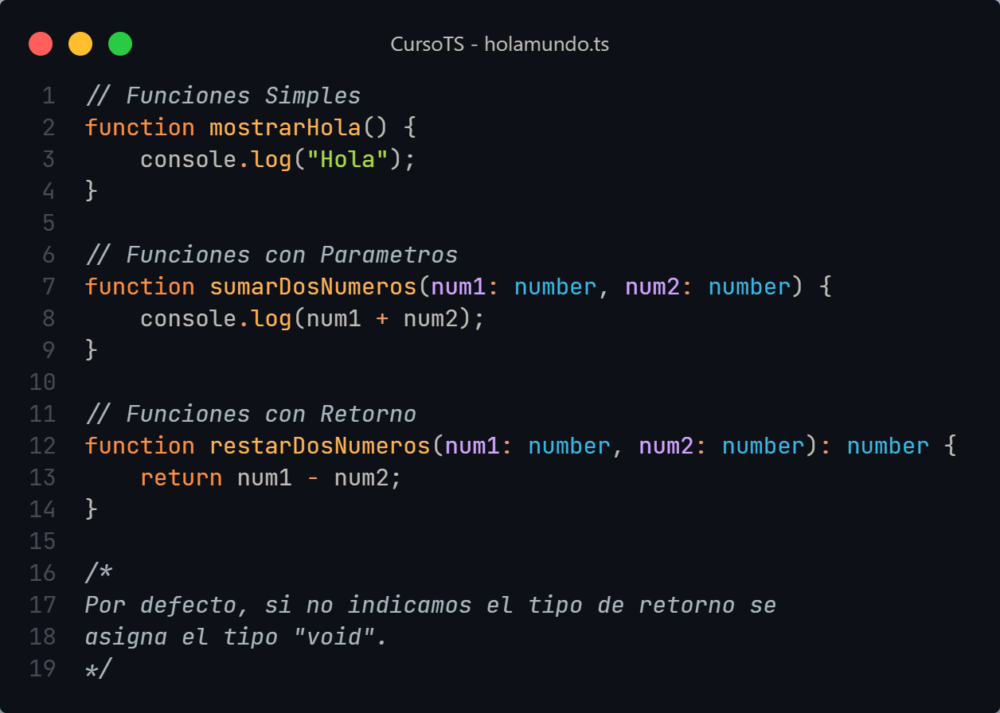 CursoTS - holamundo.ts
1 // Funciones Simples
2 function mostrarHola() {
3     console.log("Hola");
4 }
5
6 // Funciones con Parametros
7 function sumarDosNumeros(num1: number, num2: number) {
8     console.log(num1 + num2);
9 }
10
11 // Funciones con Retorno
12 function restarDosNumeros(num1: number, num2: number): number {
13     return num1 - num2;
14 }
15
16 /*
17 Por defecto, si no indicamos el tipo de retorno se
18 asigna el tipo "void".
19 */